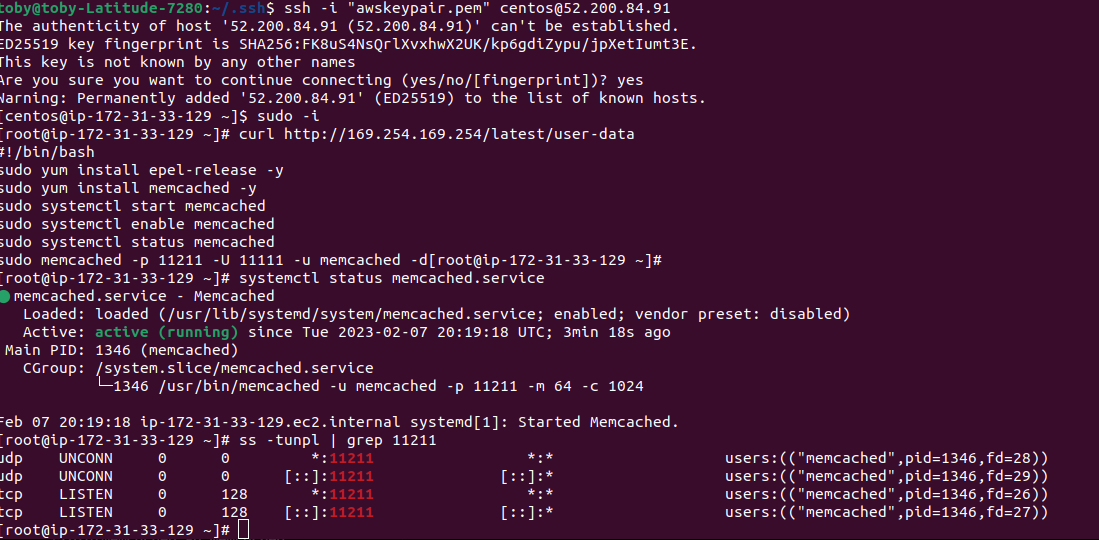 toby@toby-Latitude-7280:~/.ssh$ ssh -i "awskeypair.pem" centos@52.200.84.91
The authenticity of host '52.200.84.91 (52.200.84.91)' can't be established.
ED25519 key fingerprint is SHA256:FK8uS4NsQrlXvxhwX2UK/kp6gdiZypu/jpXetIumt3E.
This key is not known by any other names
Are you sure you want to continue connecting (yes/no/[fingerprint])? yes
Warning: Permanently added '52.200.84.91' (ED25519) to the list of known hosts.
[centos@ip-172-31-33-129 ~]$ sudo -i
[root@ip-172-31-33-129 ~]# curl http://169.254.169.254/latest/user-data
#!/bin/bash
sudo yum install epel-release -y
sudo yum install memcached -y
sudo systemctl start memcached
sudo systemctl enable memcached
sudo systemctl status memcached
sudo memcached -p 11211 -U 11111 -u memcached -d[root@ip-172-31-33-129 ~]#
[root@ip-172-31-33-129 ~]# systemctl status memcached.service
● memcached.service - Memcached
   Loaded: loaded (/usr/lib/systemd/system/memcached.service; enabled; vendor preset: disabled)
   Active: active (running) since Tue 2023-02-07 20:19:18 UTC; 3min 18s ago
 Main PID: 1346 (memcached)
   CGroup: /system.slice/memcached.service
           └─1346 /usr/bin/memcached -u memcached -p 11211 -m 64 -c 1024
Feb 07 20:19:18 ip-172-31-33-129.ec2.internal systemd[1]: Started Memcached.
[root@ip-172-31-33-129 ~]# ss -tunpl | grep 11211
udp    UNCONN     0      0         *:11211                 *:*                   users:(("memcached",pid=1346,fd=28))
udp    UNCONN     0      0      [::]:11211              [::]:*                   users:(("memcached",pid=1346,fd=29))
tcp    LISTEN     0      128       *:11211                 *:*                   users:(("memcached",pid=1346,fd=26))
tcp    LISTEN     0      128    [::]:11211              [::]:*                   users:(("memcached",pid=1346,fd=27))
[root@ip-172-31-33-129 ~]#